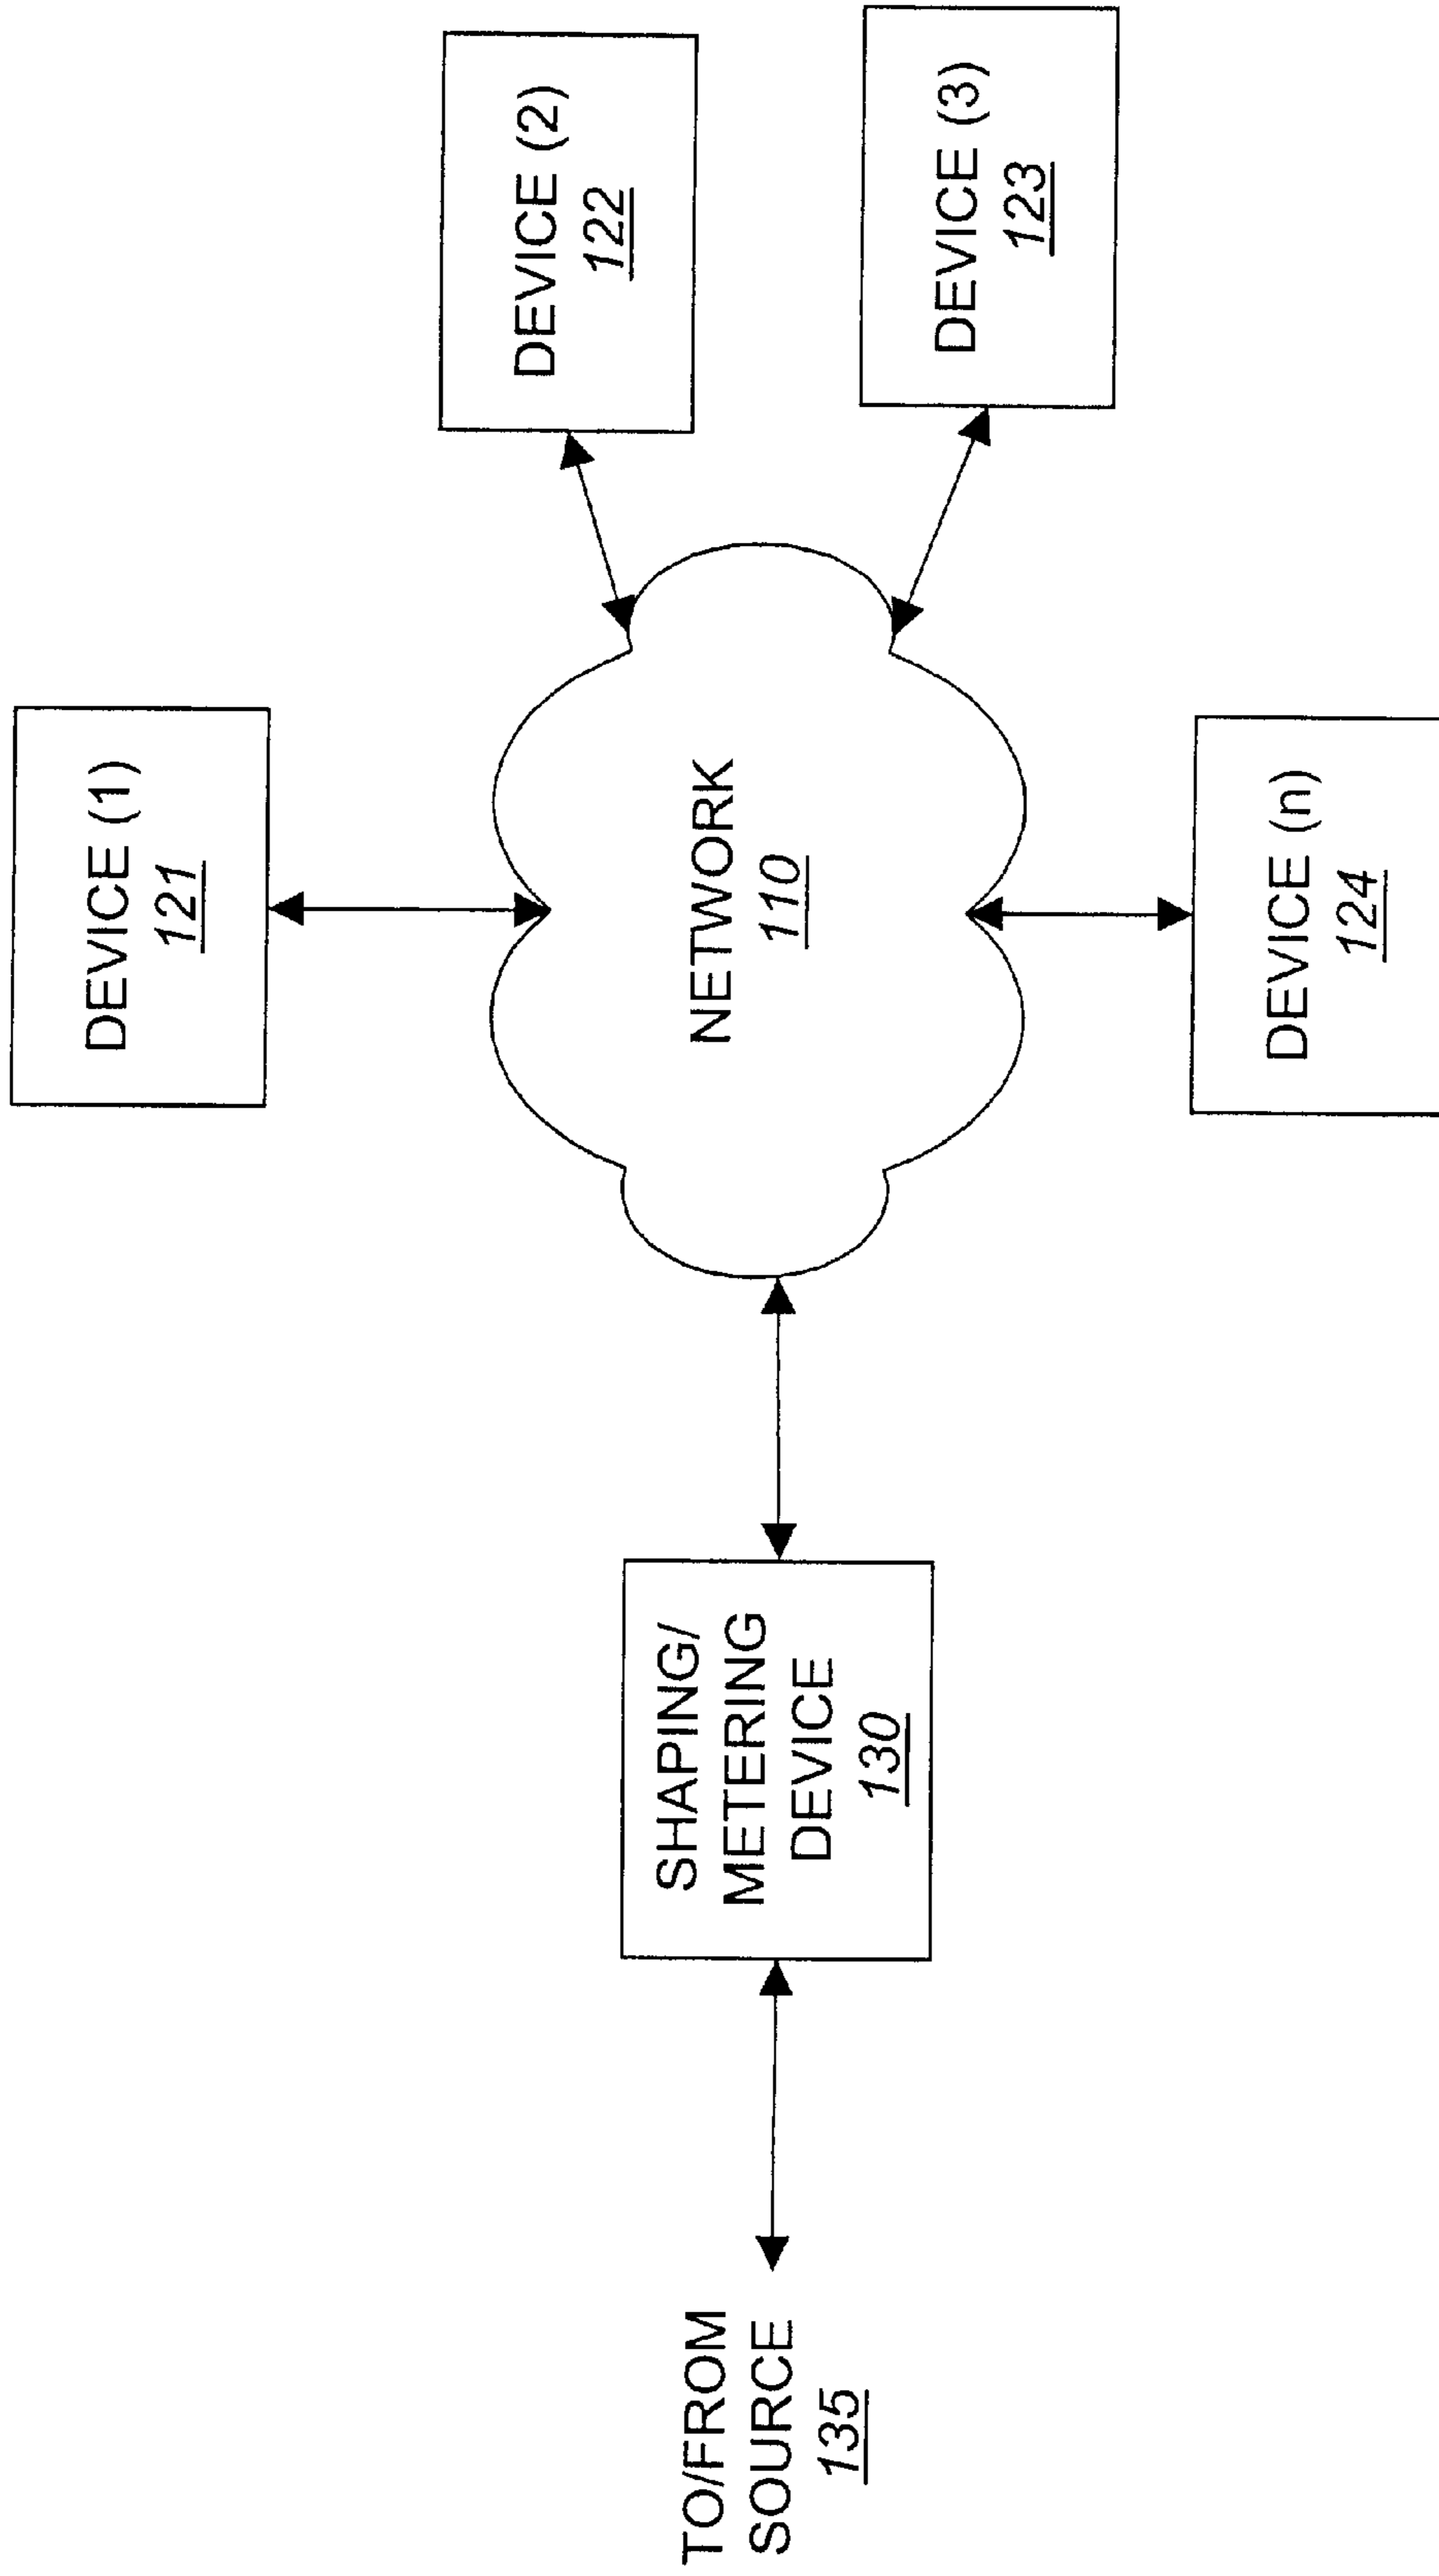 DEVICE (1)
121
DEVICE (2)
122
TO/FROM
SOURCE
135
SHAPING/
METERING
DEVICE
130
NETWORK
110
DEVICE (3)
123
DEVICE (n)
124